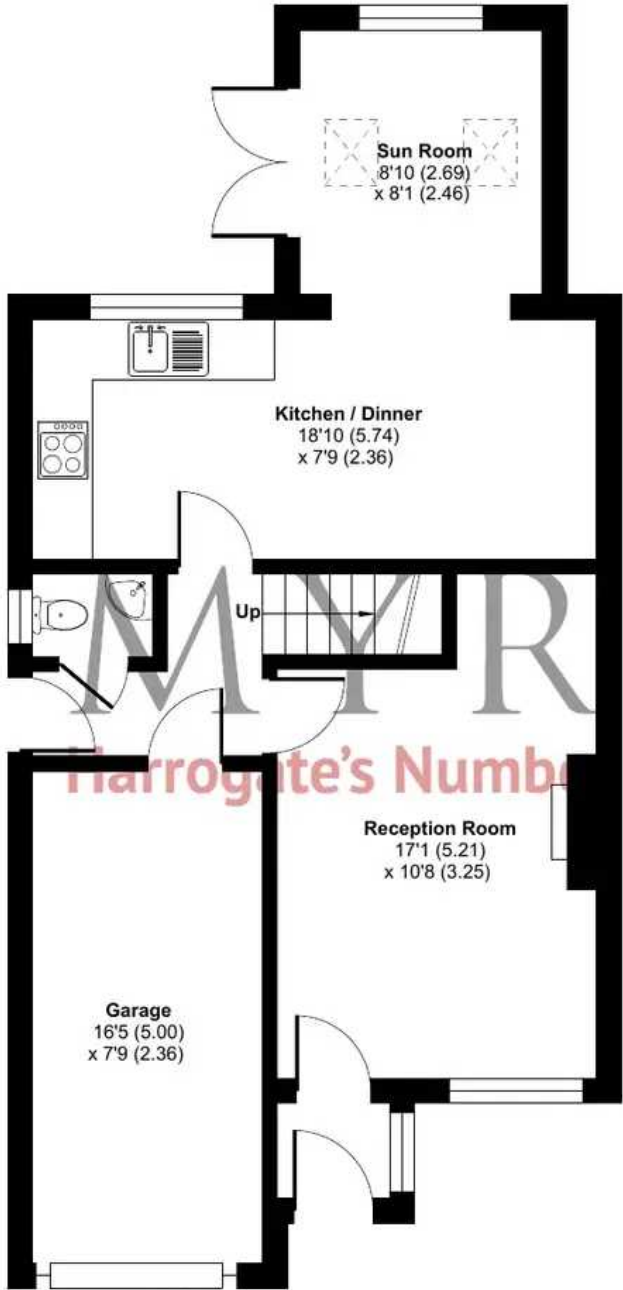 Sun Room
8'10 (2.69)
x 8'1 (2.46)
Kitchen / Dinner
18'10 (5.74)
x 7'9 (2.36)
Up
MYR
Harrogate's Numbe
Reception Room
17'1 (5.21)
x 10'8 (3.25)
Garage
16'5 (5.00)
x 7'9 (2.36)